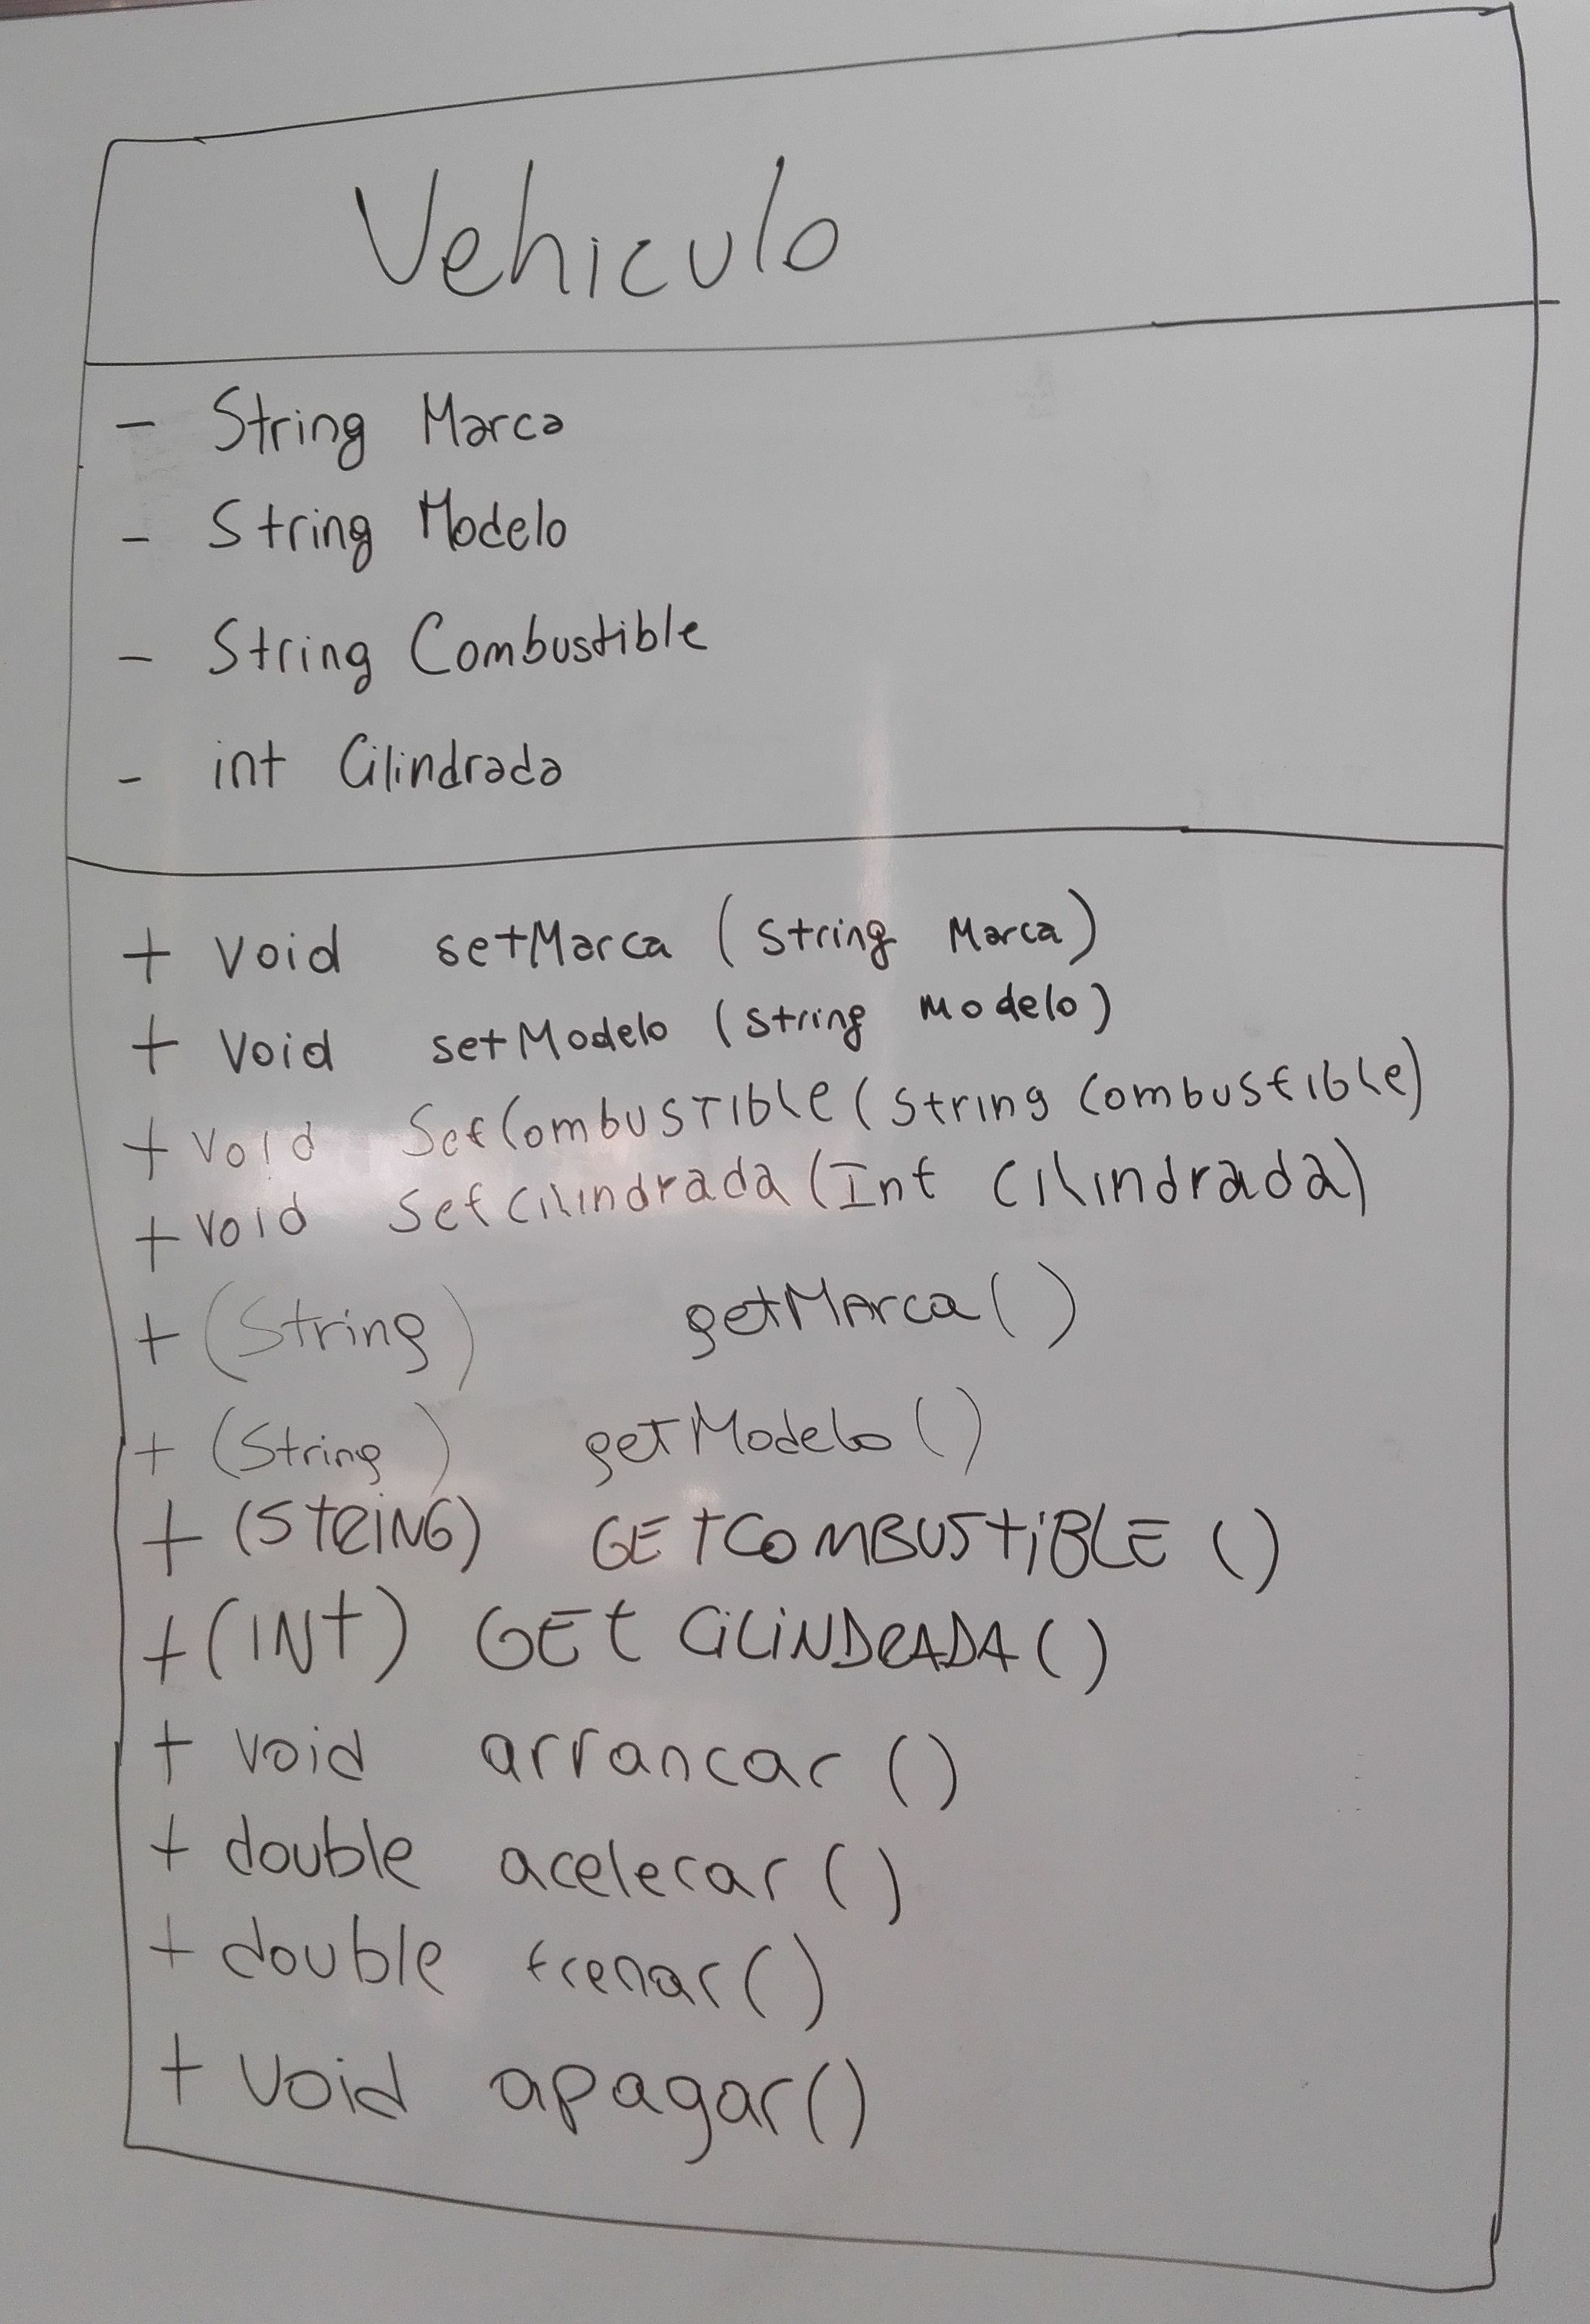 Vehiculo
- String Marca
- String Modelo
- String Combustible
- int Cilindrada
+ void setMarca (String Marca)
+ void setModelo (String Modelo)
+ void SetCombusTible (String Combustible)
+ void Set Cilindrada (Int Cilindrada)
+ (String) getMArca ()
+ (String) getModelo ()
+ (STRiNG) GETCOMBUStiBLE ()
+ (INt) GEt CiLiNDRADA ()
+ void arrancar ()
+ double acelerar ()
+ double frenar ()
+ void apagar ()